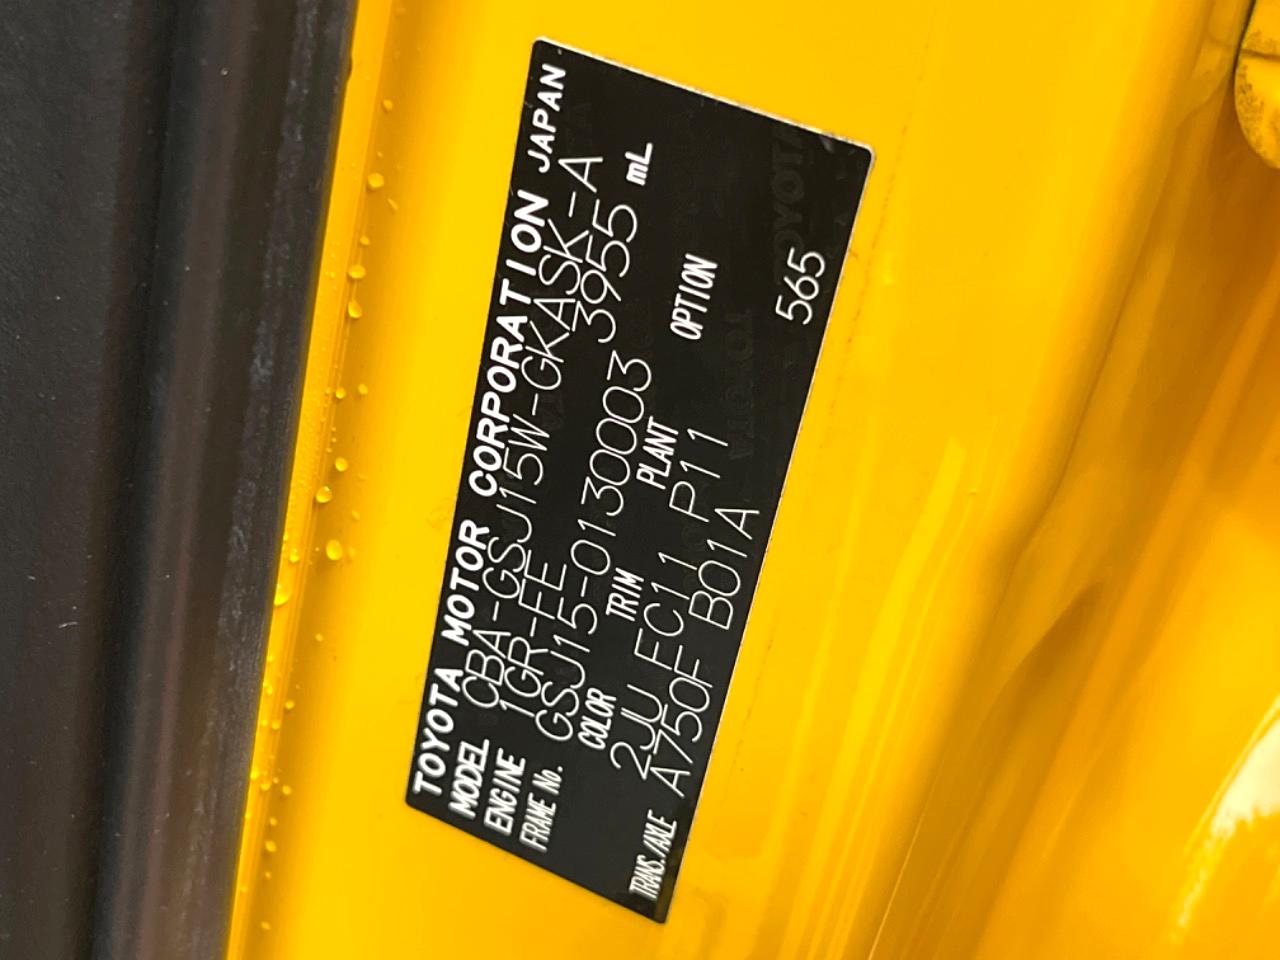 TOYOTA MOTOR CORPORATION JAPAN
MODEL CBA-GSJ15W-GKASK-A
ENGINE 1GR-FE 3955 mL
FRAME No. GSJ15-0130003
COLOR TRIM PLANT OPTION
2JU FC11 P11
TRANS./AXLE A750F B01A 565